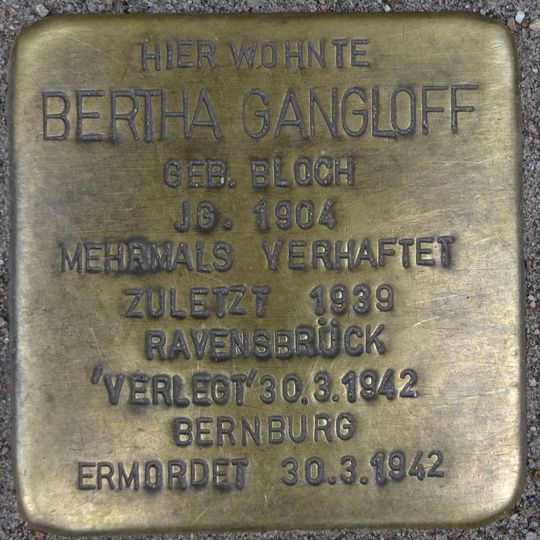 HIER WOHNTE
BERTHA GANGLOFF
GEB. BLOCH
JG. 1904
MEHRMALS VERHAFTET
ZULETZT 1939
RAVENSBRÜCK
'VERLEGT' 30.3.1942
BERNBURG
ERMORDET 30.3.1942